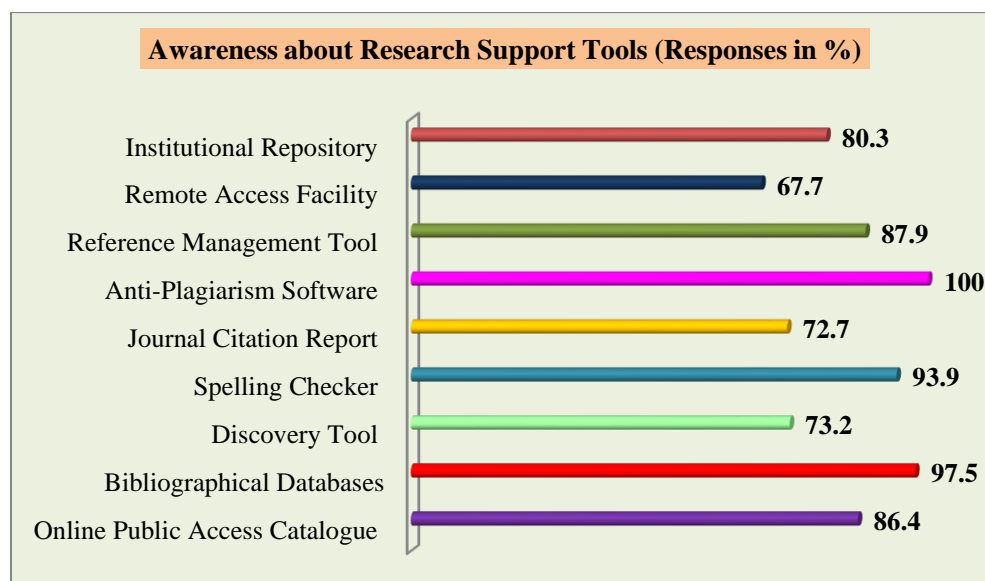 Awareness about Research Support Tools (Responses in %)
Institutional Repository 80.3
Remote Access Facility 67.7
Reference Management Tool 87.9
Anti-Plagiarism Software 100
Journal Citation Report 72.7
Spelling Checker 93.9
Discovery Tool 73.2
Bibliographical Databases 97.5
Online Public Access Catalogue 86.4